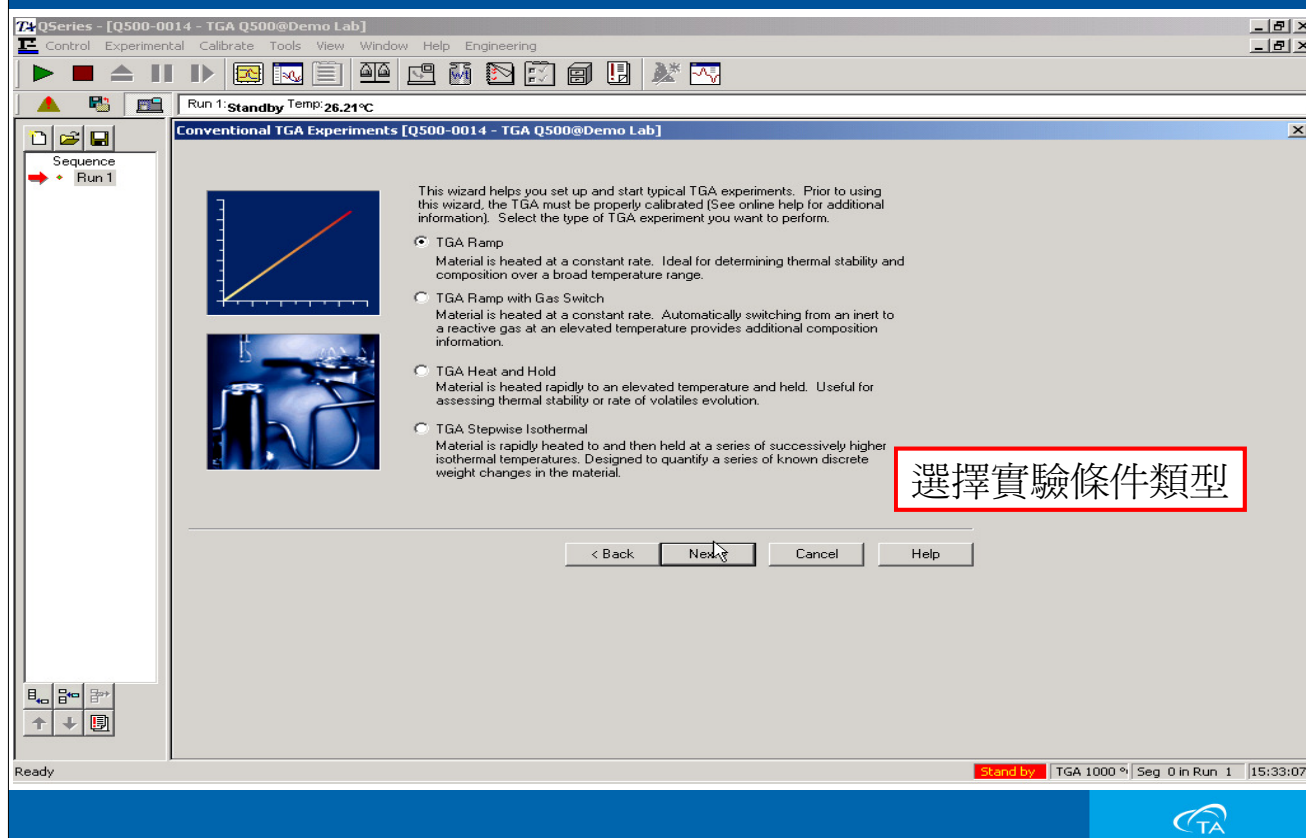 QSeries - [Q500-0014 - TGA Q500@Demo Lab]
Control Experimental Calibrate Tools View Window Help Engineering
Run 1: Standby Temp: 26.21°C
Conventional TGA Experiments [Q500-0014 - TGA Q500@Demo Lab]
Sequence
Run 1
This wizard helps you set up and start typical TGA experiments. Prior to using
this wizard, the TGA must be properly calibrated (See online help for additional
information). Select the type of TGA experiment you want to perform.
TGA Ramp
Material is heated at a constant rate. Ideal for determining thermal stability and
composition over a broad temperature range.
TGA Ramp with Gas Switch
Material is heated at a constant rate. Automatically switching from an inert to
a reactive gas at an elevated temperature provides additional composition
information.
TGA Heat and Hold
Material is heated rapidly to an elevated temperature and held. Useful for
assessing thermal stability or rate of volatiles evolution.
TGA Stepwise Isothermal
Material is rapidly heated to and then held at a series of successively higher
isothermal temperatures. Designed to quantify a series of known discrete
weight changes in the material.
選擇實驗條件類型
< Back Next > Cancel Help
Ready Stand by TGA 1000 °C Seg 0 in Run 1 15:33:07
TA